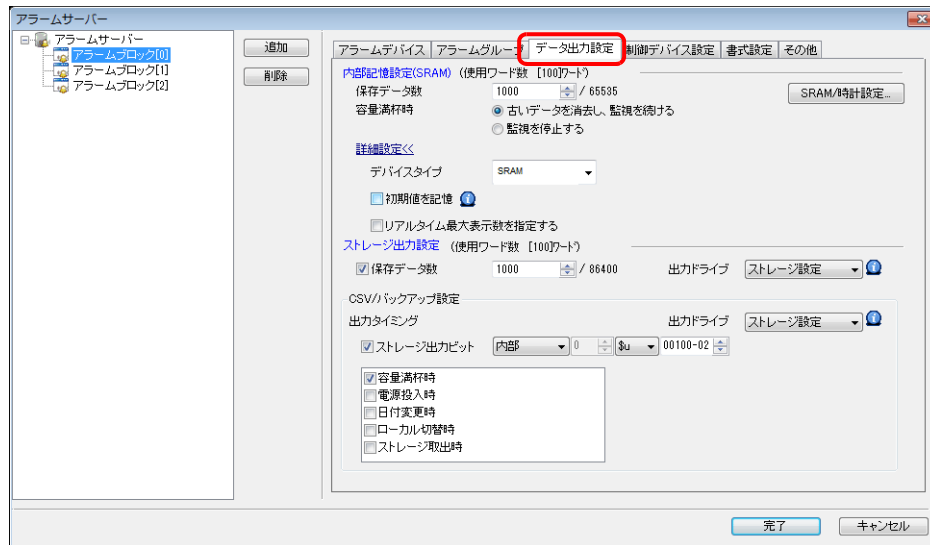 アラームサーバー
アラームサーバー
アラームブロック[0]
アラームブロック[1]
アラームブロック[2]
追加
削除
アラームデバイス アラームグループ データ出力設定 制御デバイス設定 書式設定 その他
内部記憶設定(SRAM) (使用ワード数 [100]ワード)
保存データ数 1000 / 65535 SRAM/時計設定...
容量満杯時 古いデータを消去し、監視を続ける
監視を停止する
詳細設定<<
デバイスタイプ SRAM
初期値を記憶
リアルタイム最大表示数を指定する
ストレージ出力設定 (使用ワード数 [100]ワード)
保存データ数 1000 / 86400 出力ドライブ ストレージ設定
CSV/バックアップ設定
出力タイミング 出力ドライブ ストレージ設定
ストレージ出力ビット 内部 0 $u 00100-02
容量満杯時
電源投入時
日付変更時
ローカル切替時
ストレージ取出時
完了 キャンセル